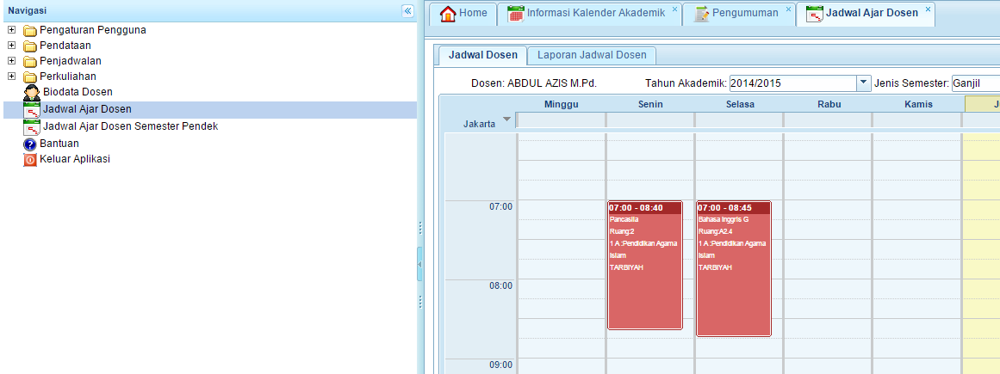 Navigasi
Pengaturan Pengguna
Pendataan
Penjadwalan
Perkuliahan
Biodata Dosen
Jadwal Ajar Dosen
Jadwal Ajar Dosen Semester Pendek
Bantuan
Keluar Aplikasi
Home
Informasi Kalender Akademik
Pengumuman
Jadwal Ajar Dosen
Jadwal Dosen
Laporan Jadwal Dosen
Dosen: ABDUL AZIS M.Pd. Tahun Akademik: 2014/2015 Jenis Semester: Ganjil
Minggu Senin Selasa Rabu Kamis J
Jakarta
07:00
08:00
09:00
07:00 - 08:40
Pancasila
Ruang:2
1 A :Pendidikan Agama
Islam
TARBIYAH
07:00 - 08:45
Bahasa Inggris G
Ruang:A2.4
1 A :Pendidikan Agama
Islam
TARBIYAH